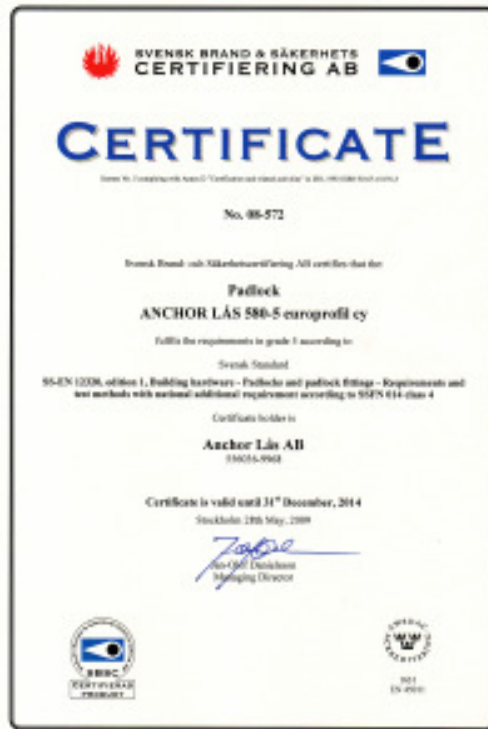 SVENSK BRAND & SÄKERHETS
CERTIFIERING AB
CERTIFICATE
No. 08-572
Svensk Brand- och Säkerhetscertifiering AB certifies that the:
Padlock
ANCHOR LÅS 580-5 europrofil cy
fulfils the requirements in grade 5 according to
Svensk Standard
SS-EN 12320, edition 1, Building hardware - Padlocks and padlock fittings - Requirements and
test methods with national additional requirement according to SSFN 014 class 4
Certificate holder is
Anchor Lås AB
Certificate is valid until 31st December, 2014
Stockholm 28th May, 2009
Managing Director
SBSC
CERTIFIERAD
PRODUKT
SWEDAC